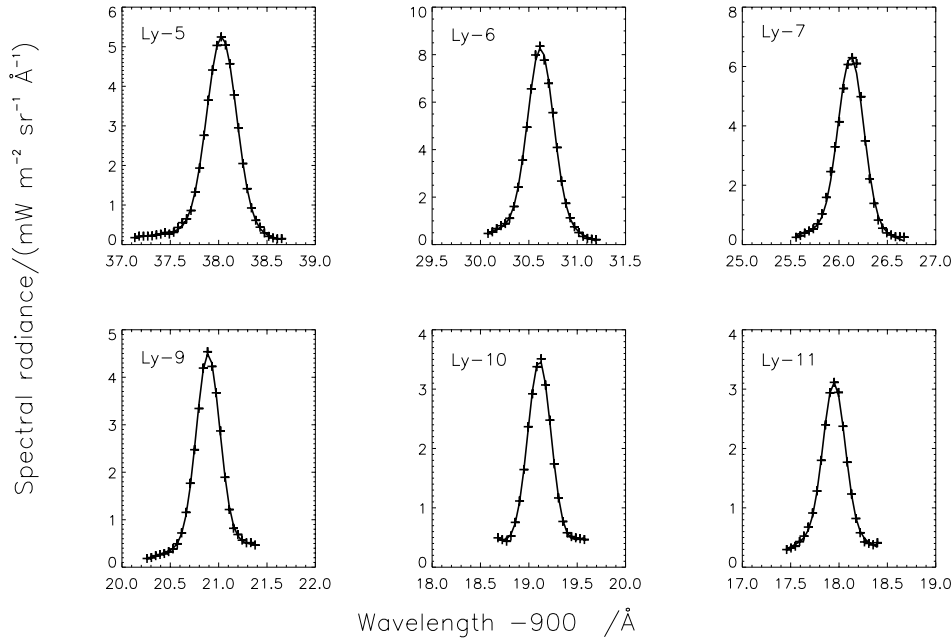 Spectral radiance/(mW m⁻² sr⁻¹ Å⁻¹)
Ly−5
6
5
4
3
2
1
0
37.0 37.5 38.0 38.5 39.0
Ly−6
10
8
6
4
2
0
29.5 30.0 30.5 31.0 31.5
Ly−7
8
6
4
2
0
25.0 25.5 26.0 26.5 27.0
Ly−9
5
4
3
2
1
0
20.0 20.5 21.0 21.5 22.0
Ly−10
4
3
2
1
0
18.0 18.5 19.0 19.5 20.0
Ly−11
4
3
2
1
0
17.0 17.5 18.0 18.5 19.0
Wavelength −900 /Å